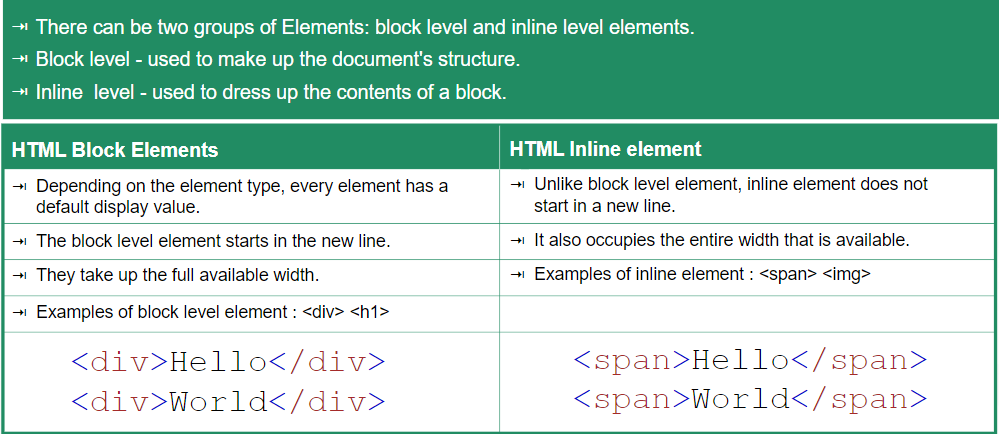 ⇥ There can be two groups of Elements: block level and inline level elements.
⇥ Block level - used to make up the document's structure.
⇥ Inline level - used to dress up the contents of a block.
HTML Block Elements
HTML Inline element
⇥ Depending on the element type, every element has a
default display value.
⇥ Unlike block level element, inline element does not
start in a new line.
⇥ The block level element starts in the new line.
⇥ It also occupies the entire width that is available.
⇥ They take up the full available width.
⇥ Examples of inline element : <span> <img>
⇥ Examples of block level element : <div> <h1>
<div>Hello</div>
<div>World</div>
<span>Hello</span>
<span>World</span>